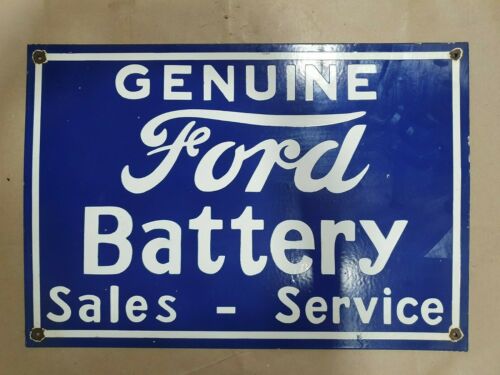 GENUINE
Ford
Battery
Sales - Service